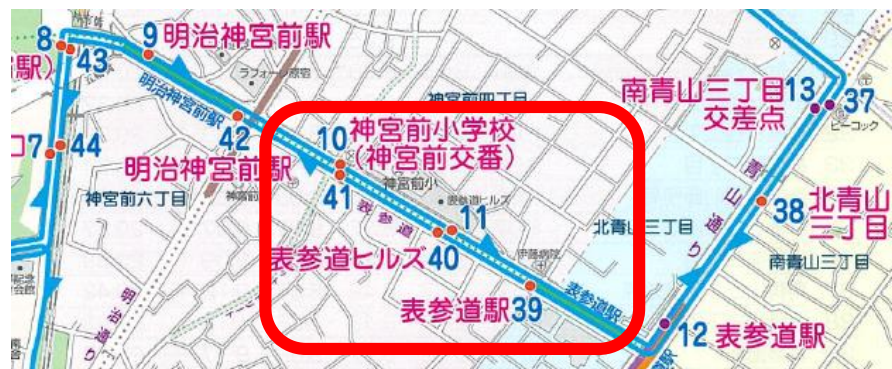 8
43
駅）
9 明治神宮前駅
ラフォーレ原宿
明治神宮前駅
42
明治神宮前駅
7
44
神宮前六丁目
明治通り
神宮前四丁目
10 神宮前小学校
（神宮前交番）
41
神宮前小
表参道ヒルズ
11
表参道
表参道ヒルズ40
伊藤病院
表参道駅39
表参道駅
北青山三丁目
南青山三丁目13
交差点
37
ピーコック
青山通り
38 北青山
三丁目
南青山三丁目
12 表参道駅